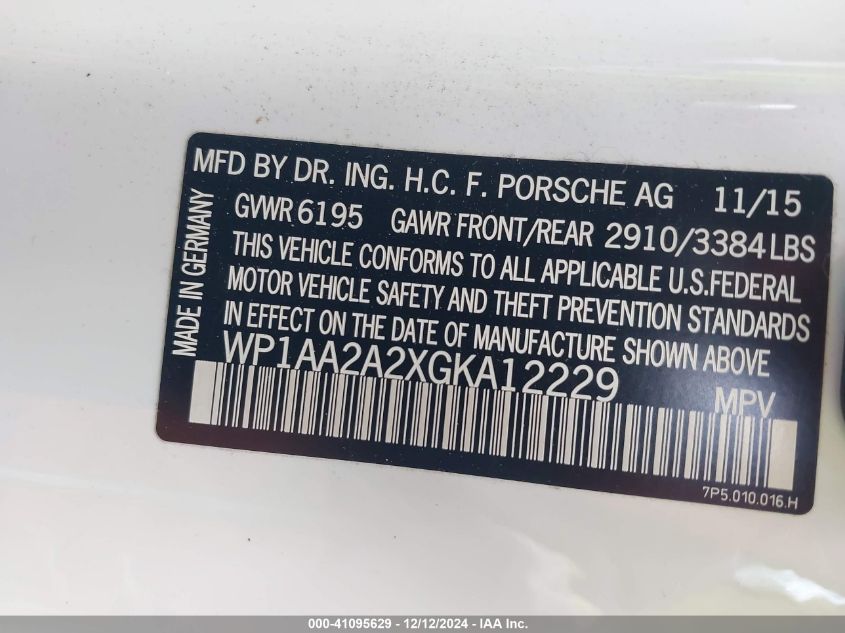 MFD BY DR. ING. H.C. F. PORSCHE AG 11/15
GVWR 6195 GAWR FRONT/REAR 2910/3384 LBS
THIS VEHICLE CONFORMS TO ALL APPLICABLE U.S.FEDERAL
MOTOR VEHICLE SAFETY AND THEFT PREVENTION STANDARDS
IN EFFECT ON THE DATE OF MANUFACTURE SHOWN ABOVE
WP1AA2A2XGKA12229 MPV
MADE IN GERMANY
7P5.010.016.H
000-41095629 - 12/12/2024 - IAA Inc.